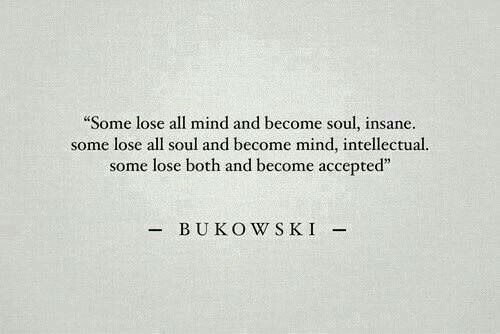 “Some lose all mind and become soul, insane.
some lose all soul and become mind, intellectual.
some lose both and become accepted”
— BUKOWSKI —